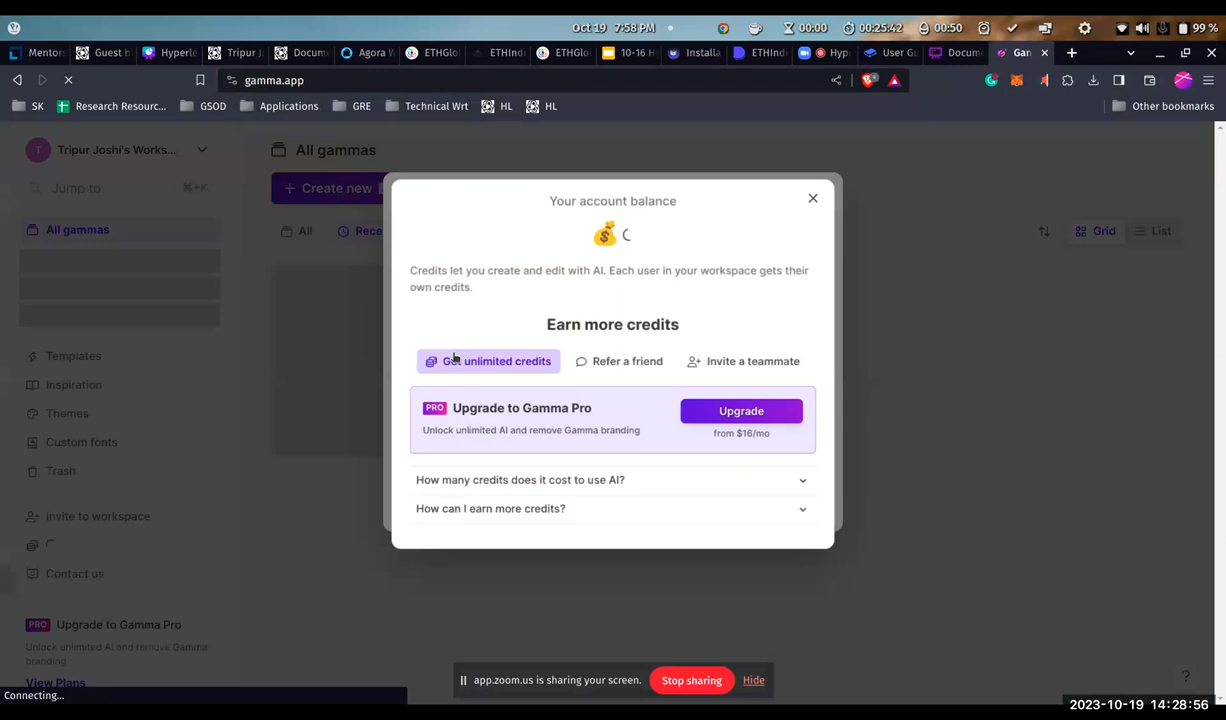 Oct 19 7:58 PM
00:00
00:25:42
00:50
99 %
Mentor
Guest I
Hyperle
Tripur J
Docum
Agora W
ETHGlo
ETHInd
ETHGlo
10-16 H
Installa
ETHIndi
Hyp
User Gu
Docum
Gam
gamma.app
SK
Research Resourc...
GSOD
Applications
GRE
Technical Wrt
HL
HL
Other bookmarks
T
Tripur Joshi's Works...
All gammas
Jump to
⌘+K
+ Create new
All gammas
All
Rece
Grid
List
Templates
Inspiration
Themes
Custom fonts
Trash
Invite to workspace
Contact us
PRO Upgrade to Gamma Pro
Unlock unlimited AI and remove Gamma
branding
View Plans
Connecting...
Your account balance
Credits let you create and edit with AI. Each user in your workspace gets their
own credits.
Earn more credits
Get unlimited credits
Refer a friend
Invite a teammate
PRO Upgrade to Gamma Pro
Unlock unlimited AI and remove Gamma branding
Upgrade
from $16/mo
How many credits does it cost to use AI?
How can I earn more credits?
app.zoom.us is sharing your screen.
Stop sharing
Hide
?
2023-10-19 14:28:56